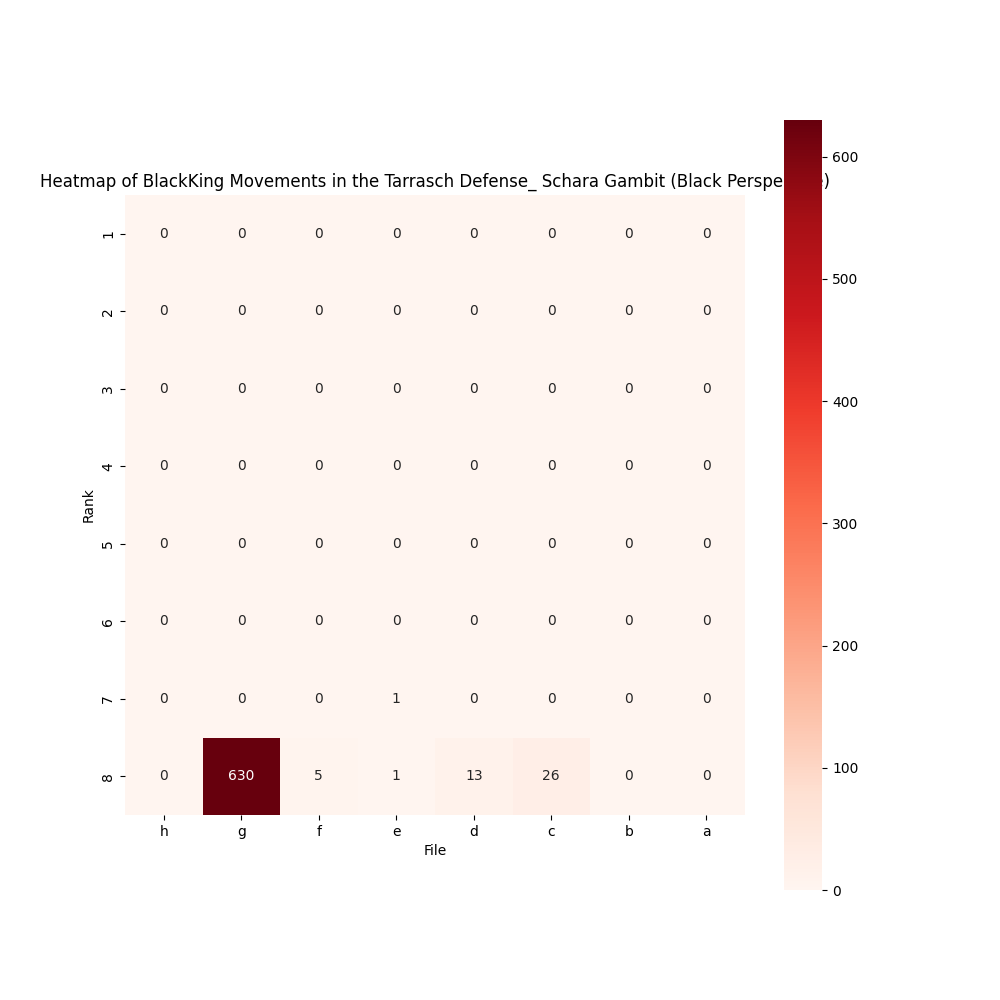 Heatmap of BlackKing Movements in the Tarrasch Defense_ Schara Gambit (Black
1 0 0 0 0 0 0 0 0
2 0 0 0 0 0 0 0 0
3 0 0 0 0 0 0 0 0
4 0 0 0 0 0 0 0 0
5 0 0 0 0 0 0 0 0
6 0 0 0 0 0 0 0 0
7 0 0 0 1 0 0 0 0
8 0 630 5 1 13 26 0 0
h g f e d c b a
File
Rank
600
500
400
300
200
100
0